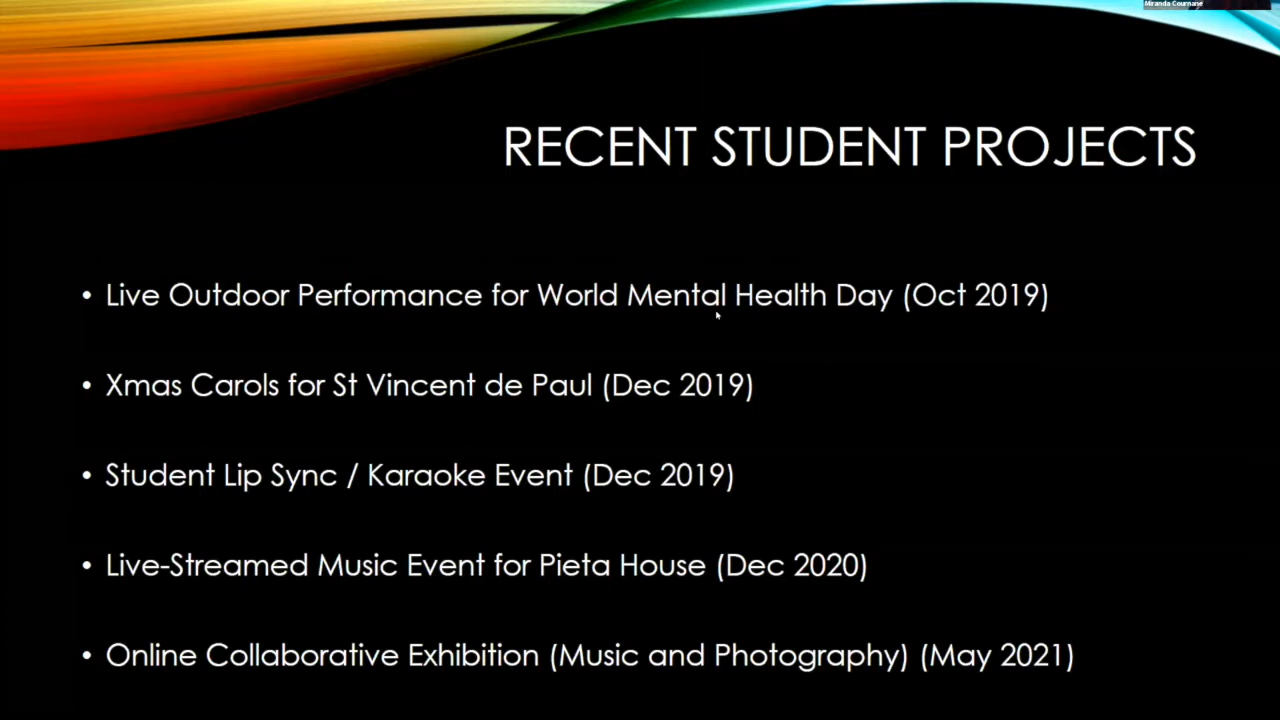 Miranda Cournane
RECENT STUDENT PROJECTS
• Live Outdoor Performance for World Mental Health Day (Oct 2019)
• Xmas Carols for St Vincent de Paul (Dec 2019)
• Student Lip Sync / Karaoke Event (Dec 2019)
• Live-Streamed Music Event for Pieta House (Dec 2020)
• Online Collaborative Exhibition (Music and Photography) (May 2021)